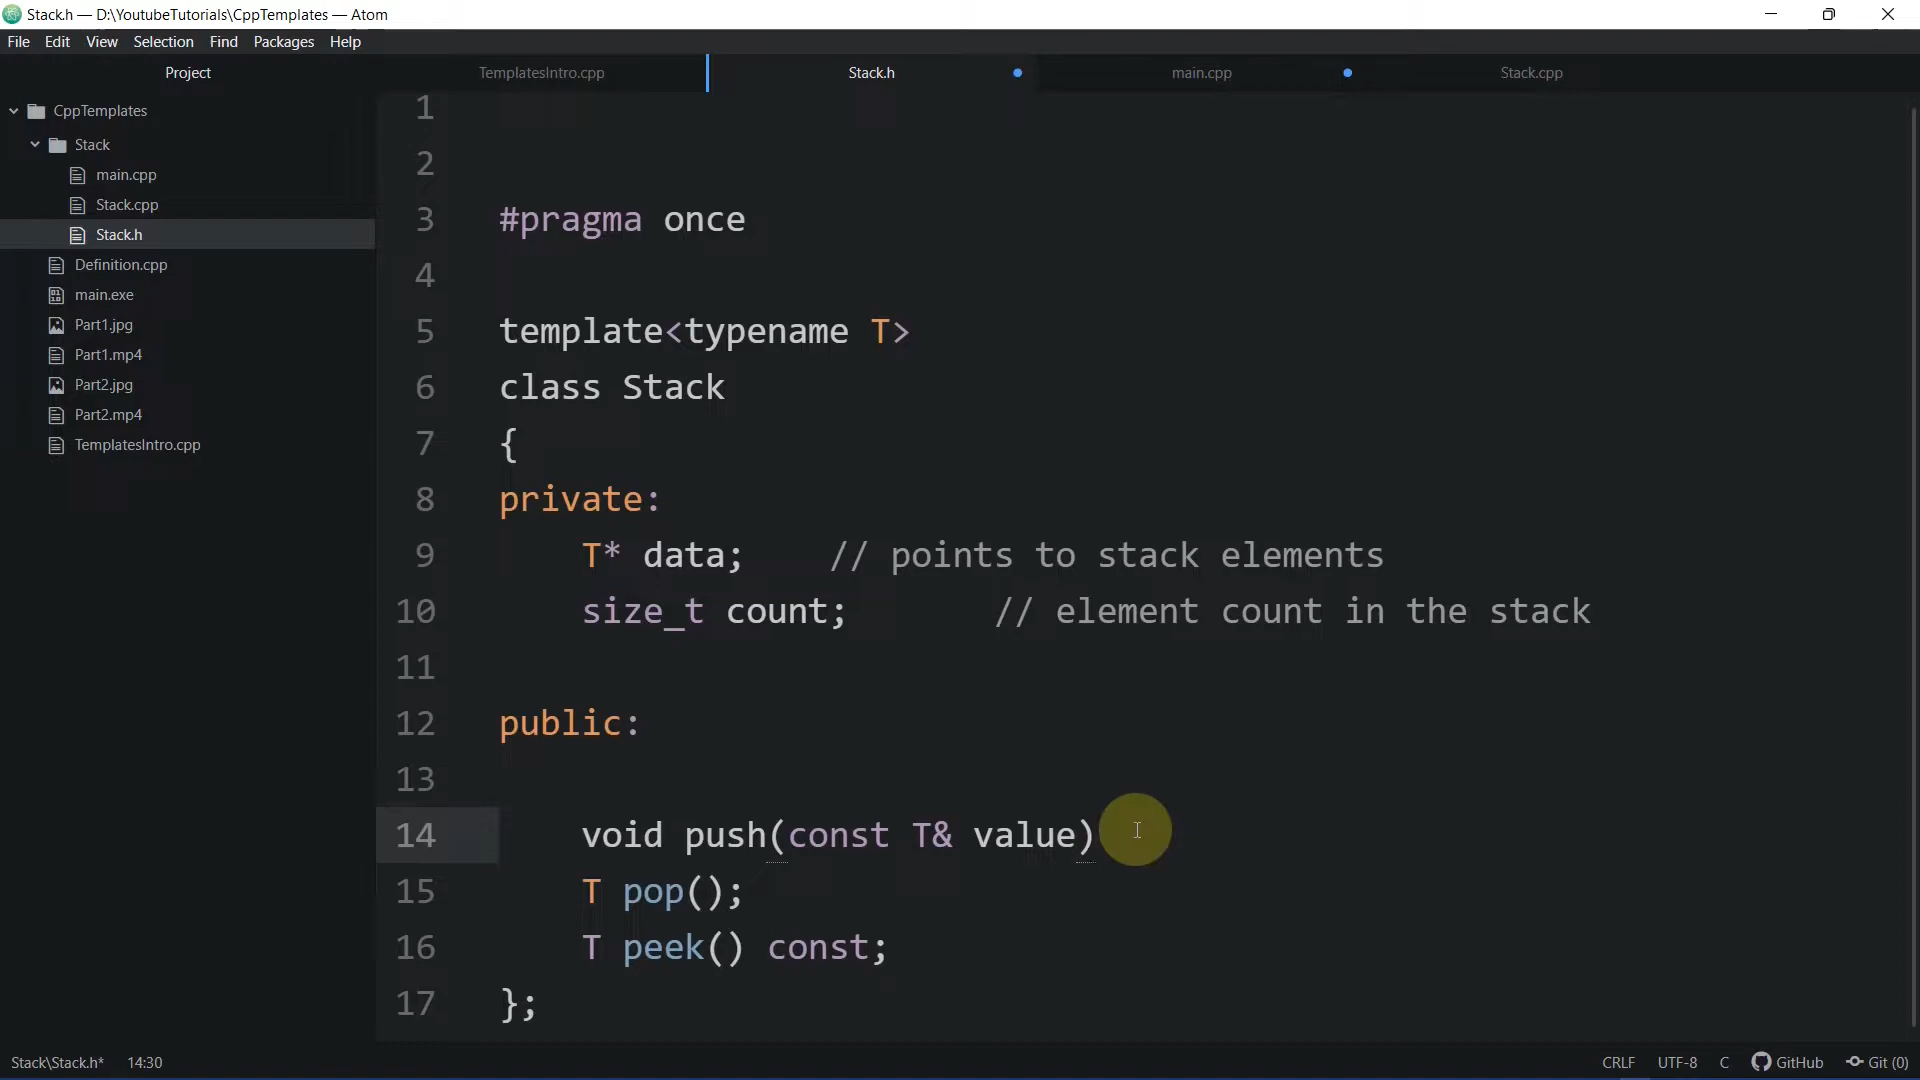 Stack.h — D:\YoutubeTutorials\CppTemplates — Atom
File Edit View Selection Find Packages Help
Project
TemplatesIntro.cpp
Stack.h
main.cpp
Stack.cpp
CppTemplates
Stack
main.cpp
Stack.cpp
Stack.h
Definition.cpp
main.exe
Part1.jpg
Part1.mp4
Part2.jpg
Part2.mp4
TemplatesIntro.cpp
1
2
3 #pragma once
4
5 template<typename T>
6 class Stack
7 {
8 private:
9 T* data; // points to stack elements
10 size_t count; // element count in the stack
11
12 public:
13
14 void push(const T& value)
15 T pop();
16 T peek() const;
17 };
Stack\Stack.h* 14:30
CRLF UTF-8 C GitHub Git (0)